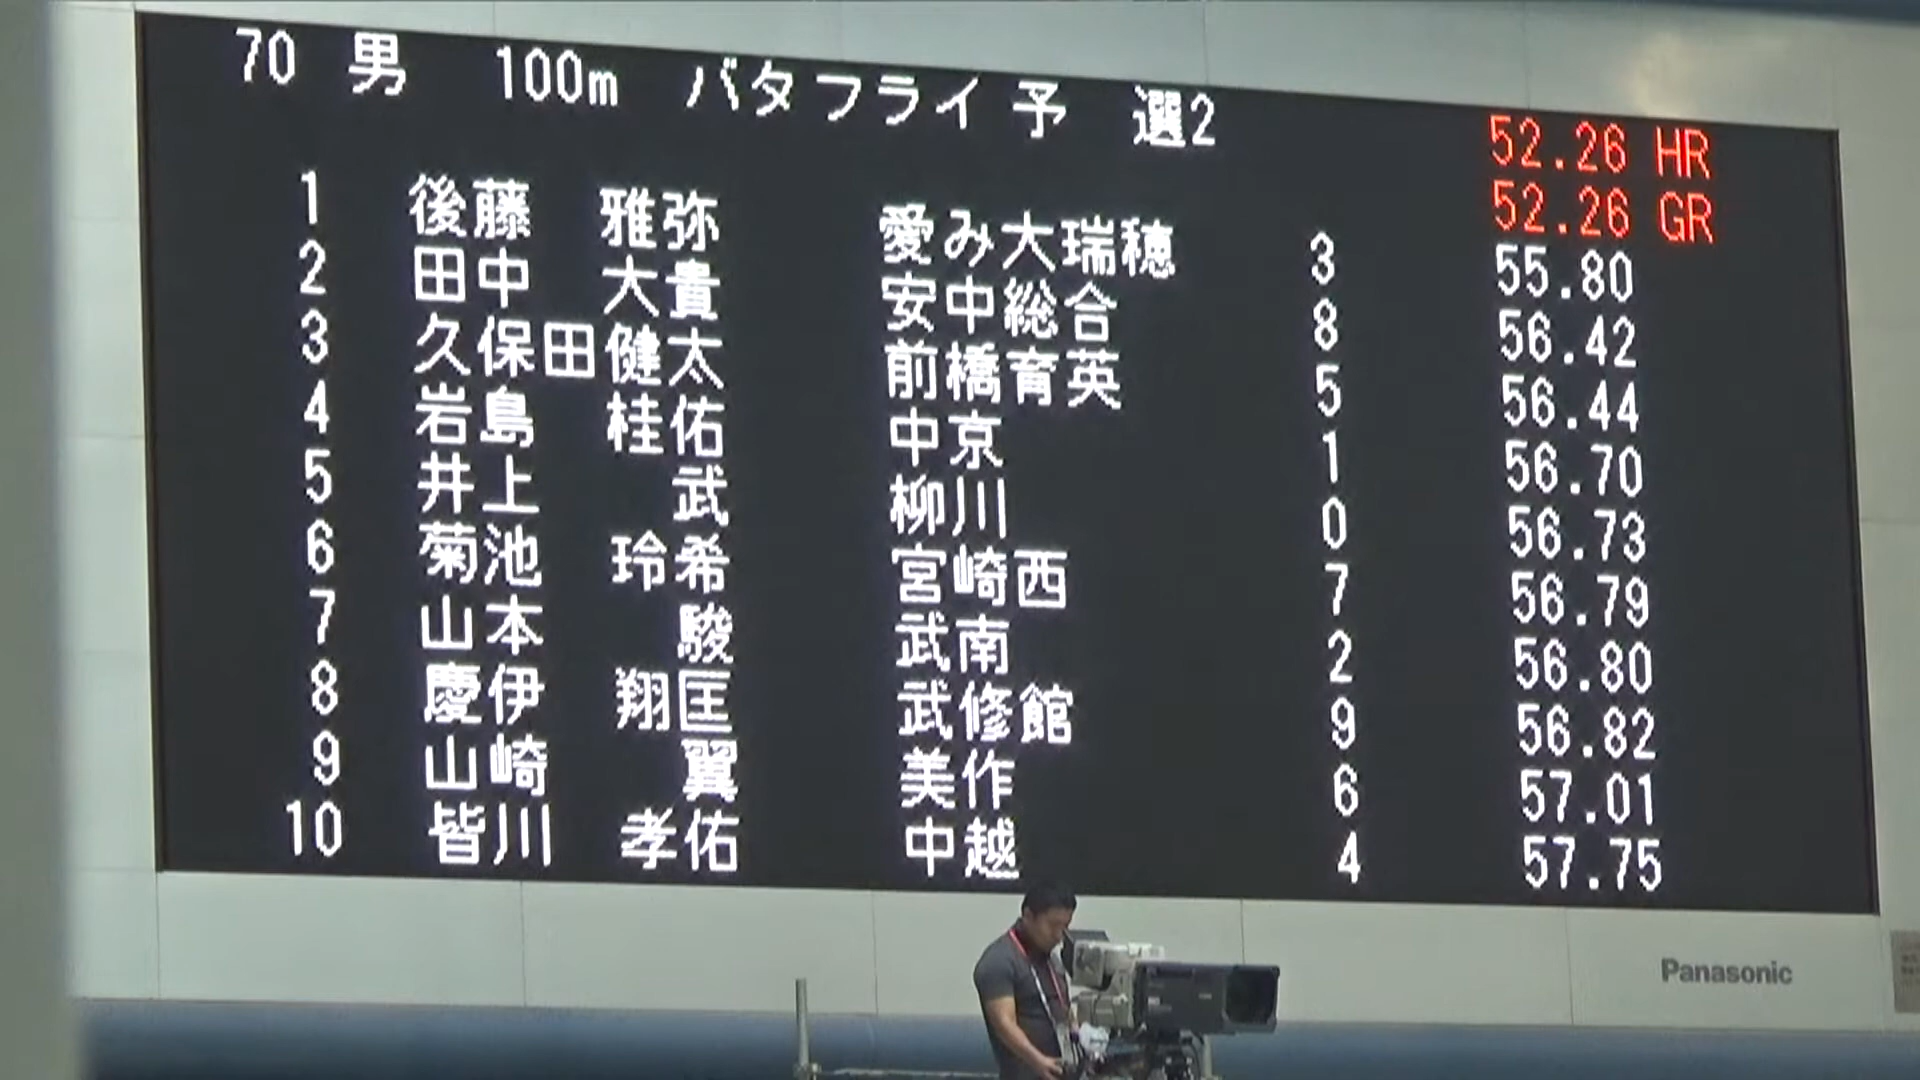 70 男 100m バタフライ 予 選2
52.26 HR
52.26 GR
1 後藤 雅弥 愛み大瑞穂 3 55.80
2 田中 大貴 安中総合 8 56.42
3 久保田 健太 前橋育英 5 56.44
4 岩島 桂佑 中京 1 56.70
5 井上 武 柳川 0 56.73
6 菊池 玲希 宮崎西 7 56.79
7 山本 駿 武南 2 56.80
8 慶伊 翔匡 武修館 9 56.82
9 山崎 翼 美作 6 57.01
10 皆川 孝佑 中越 4 57.75
Panasonic